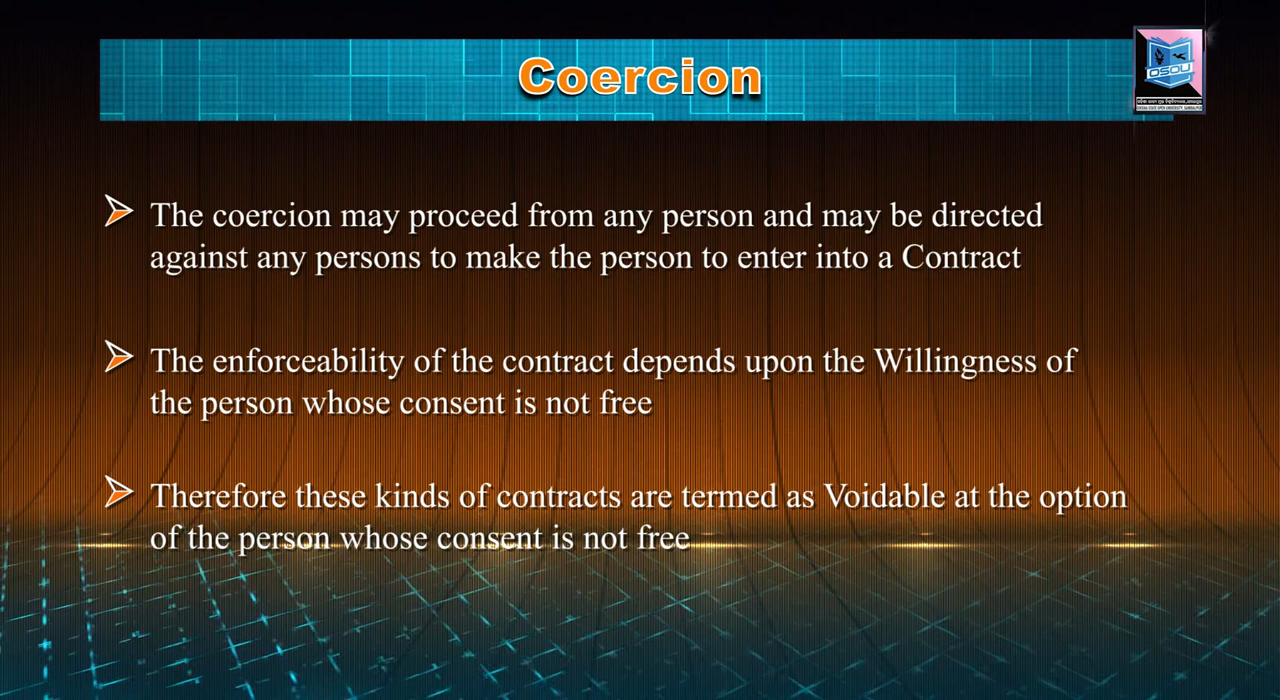 Coercion
OSOU
The coercion may proceed from any person and may be directed
against any persons to make the person to enter into a Contract
The enforceability of the contract depends upon the Willingness of
the person whose consent is not free
Therefore these kinds of contracts are termed as Voidable at the option
of the person whose consent is not free